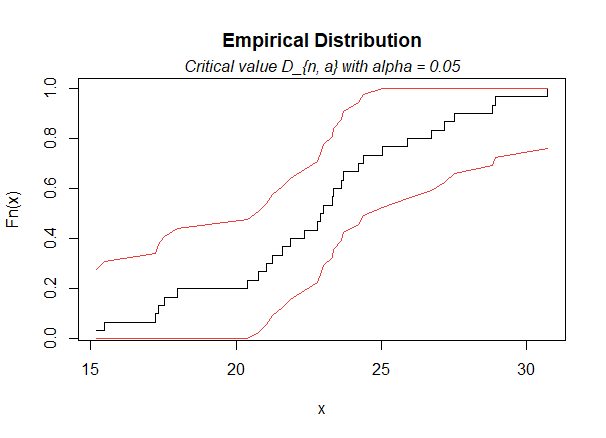 Empirical Distribution
Critical value D_{n, a} with alpha = 0.05
Fn(x)
1.0
0.8
0.6
0.4
0.2
0.0
15 20 25 30
x